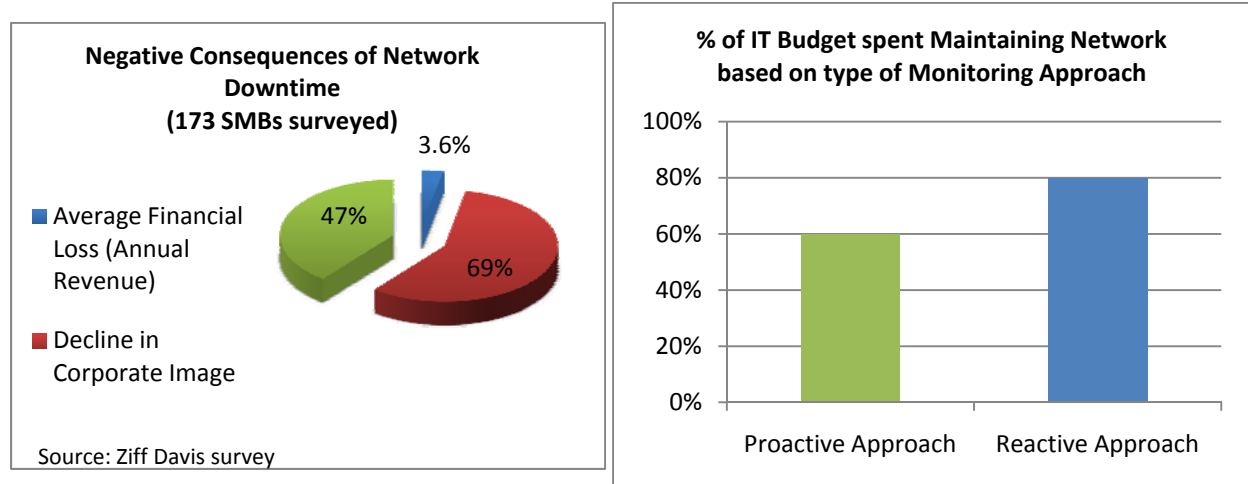 Negative Consequences of Network
Downtime
(173 SMBs surveyed)
3.6%
47%
69%
Average Financial
Loss (Annual
Revenue)
Decline in
Corporate Image
Source: Ziff Davis survey
% of IT Budget spent Maintaining Network
based on type of Monitoring Approach
100%
80%
60%
40%
20%
0%
Proactive Approach
Reactive Approach